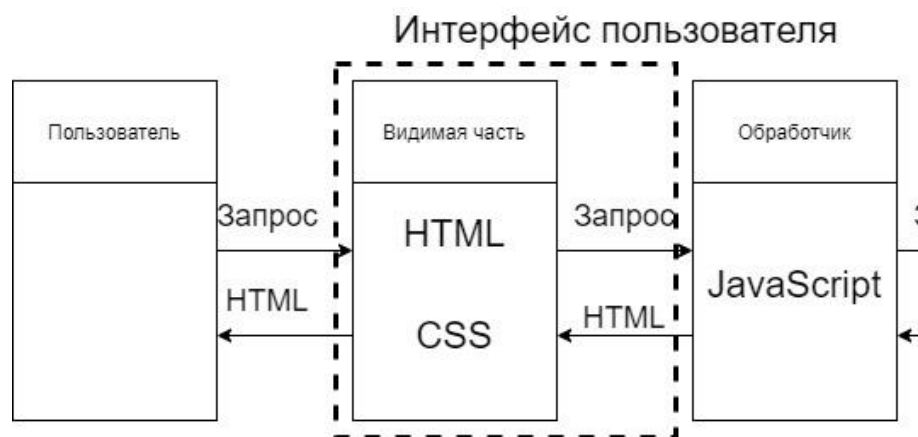 Интерфейс пользователя
Пользователь
Видимая часть
Обработчик
Запрос
HTML
HTML
CSS
Запрос
HTML
JavaScript